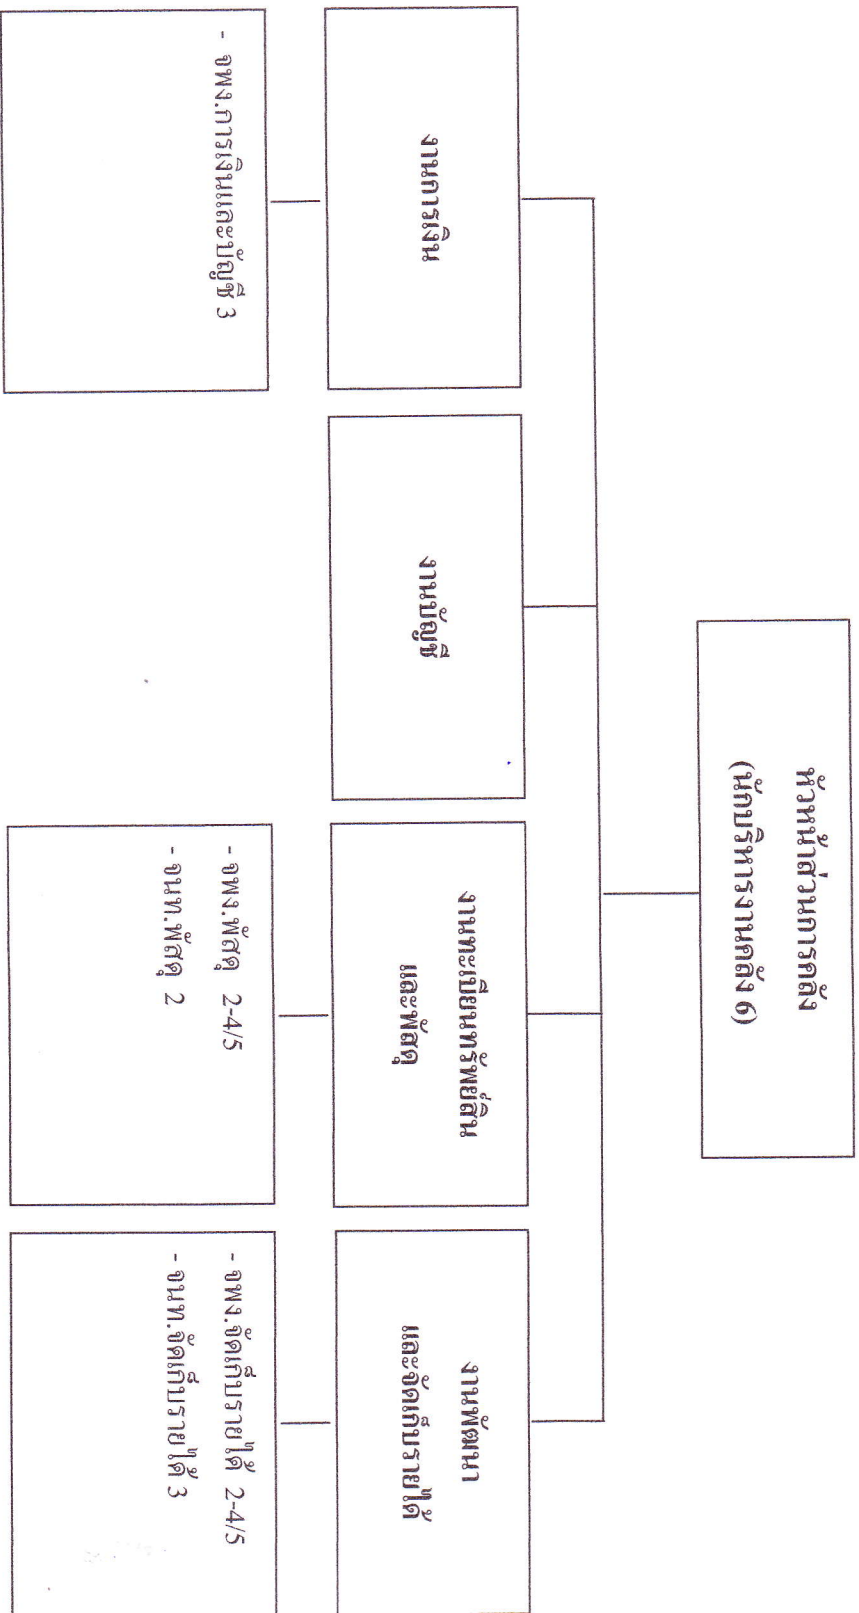 หัวหน้าส่วนการคลัง
(นักบริหารงานคลัง 6)
งานการเงิน
งานบัญชี
งานทะเบียนทรัพย์สิน
และพัสดุ
งานพัฒนา
และจัดเก็บรายได้
- จพง.การเงินและบัญชี 3
- จพง.พัสดุ 2-4/5
- จนท.พัสดุ 2
- จพง.จัดเก็บรายได้ 2-4/5
- จนท.จัดเก็บรายได้ 3